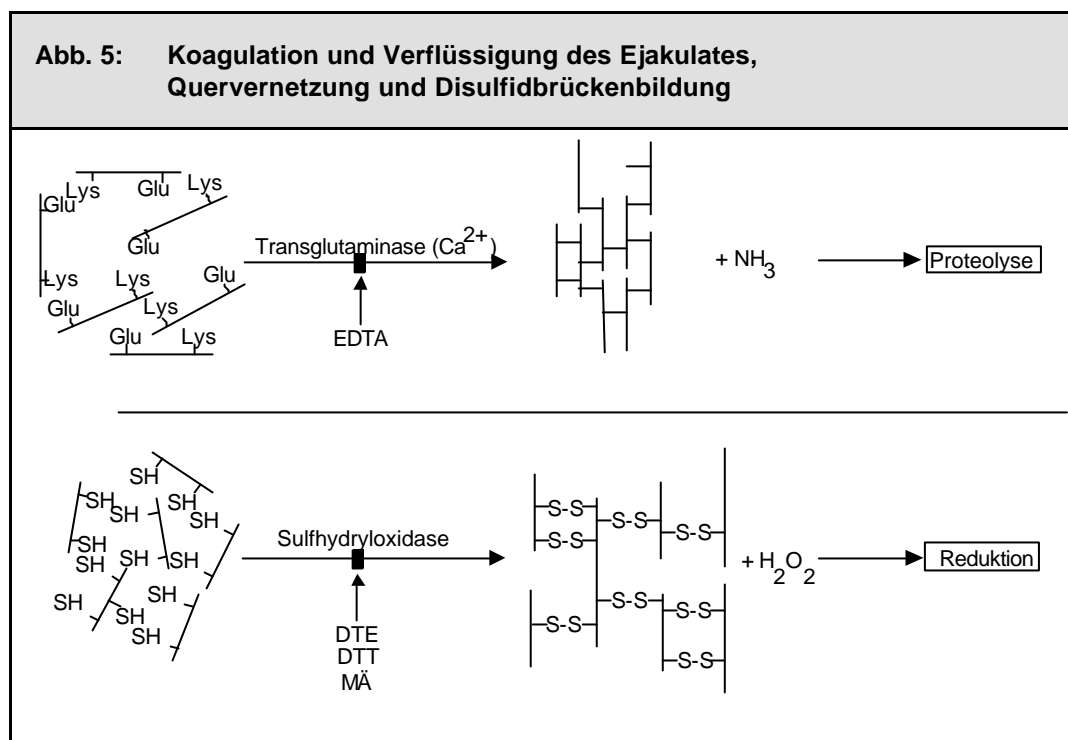 Abb. 5: Koagulation und Verflüssigung des Ejakulates,
Quervernetzung und Disulfidbrückenbildung
Lys Glu Lys
Glu
Glu
Lys Lys Glu
Glu Lys
Glu Lys
Transglutaminase (Ca²⁺)
EDTA
+ NH₃
Proteolyse
SH
SH SH
SH SH
SH SH SH
SH SH
SH SH
SH SH
Sulfhydryloxidase
DTE
DTT
MÄ
S-S S-S
S-S S-S
S-S S-S
S-S
S-S
+ H₂O₂
Reduktion